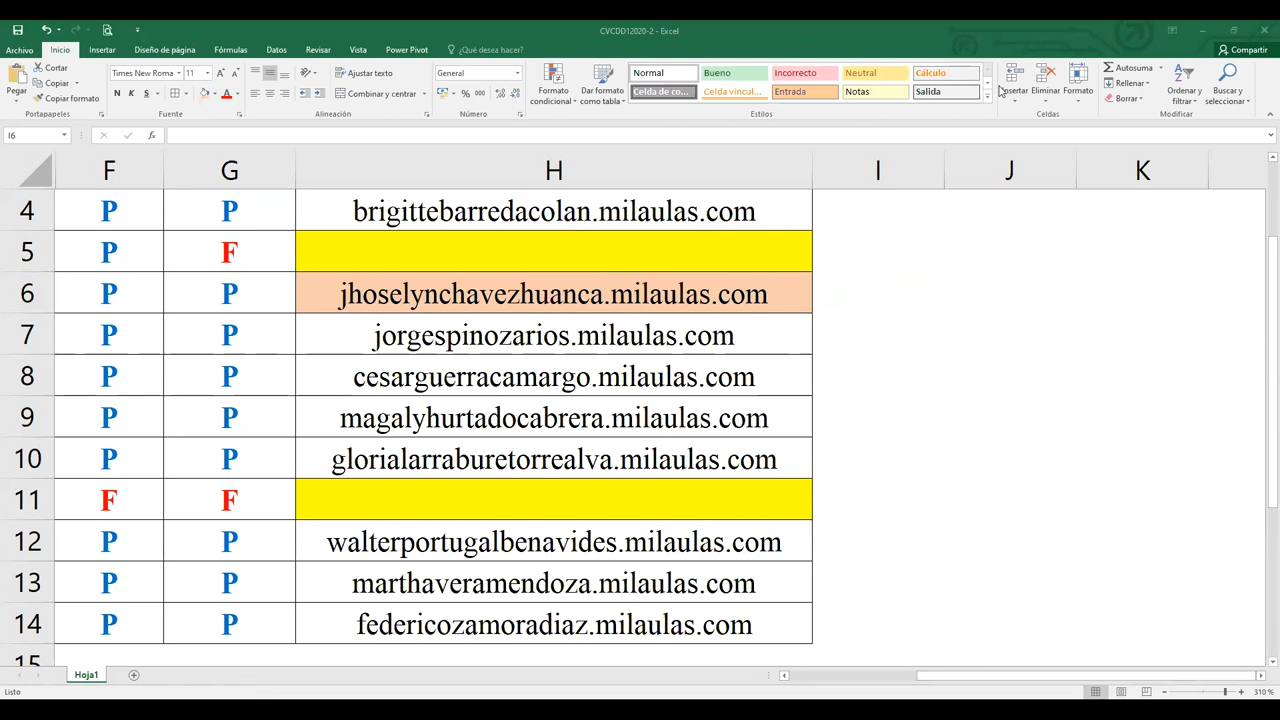 CVCDD12020-2 - Excel
Archivo Inicio Insertar Diseño de página Fórmulas Datos Revisar Vista Power Pivot ¿Qué desea hacer? Compartir
Pegar
Cortar
Copiar
Copiar formato
Portapapeles
Times New Roma 11
N K S
Fuente
Ajustar texto
Combinar y centrar
Alineación
General
% 000
Número
Formato condicional
Dar formato como tabla
Normal Bueno Incorrecto Neutral Cálculo
Celda de co... Celda vincul... Entrada Notas Salida
Estilos
Insertar Eliminar Formato
Celdas
Autosuma
Rellenar
Borrar
Ordenar y filtrar
Buscar y seleccionar
Modificar
I6
fx
F G H I J K
4 P P brigittebarredacolan.milaulas.com
5 P F
6 P P jhoselynchavezhuanca.milaulas.com
7 P P jorgespinozarios.milaulas.com
8 P P cesarguerracamargo.milaulas.com
9 P P magalyhurtadocabrera.milaulas.com
10 P P glorialarraburetorrealva.milaulas.com
11 F F
12 P P walterportugalbenavides.milaulas.com
13 P P marthaveramendoza.milaulas.com
14 P P federicozamoradiaz.milaulas.com
15
Hoja1
Listo
310 %